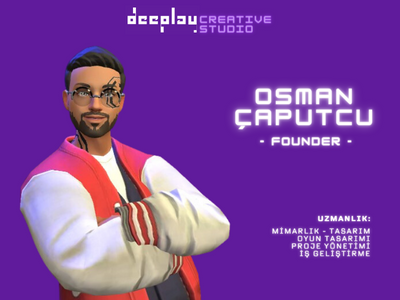 deeplay CREATIVE
STUDIO
OSMAN
ÇAPUTCU
- FOUNDER -
UZMANLIK:
MİMARLIK - TASARIM
OYUN TASARIMI
PROJE YÖNETİMİ
İŞ GELİŞTİRME